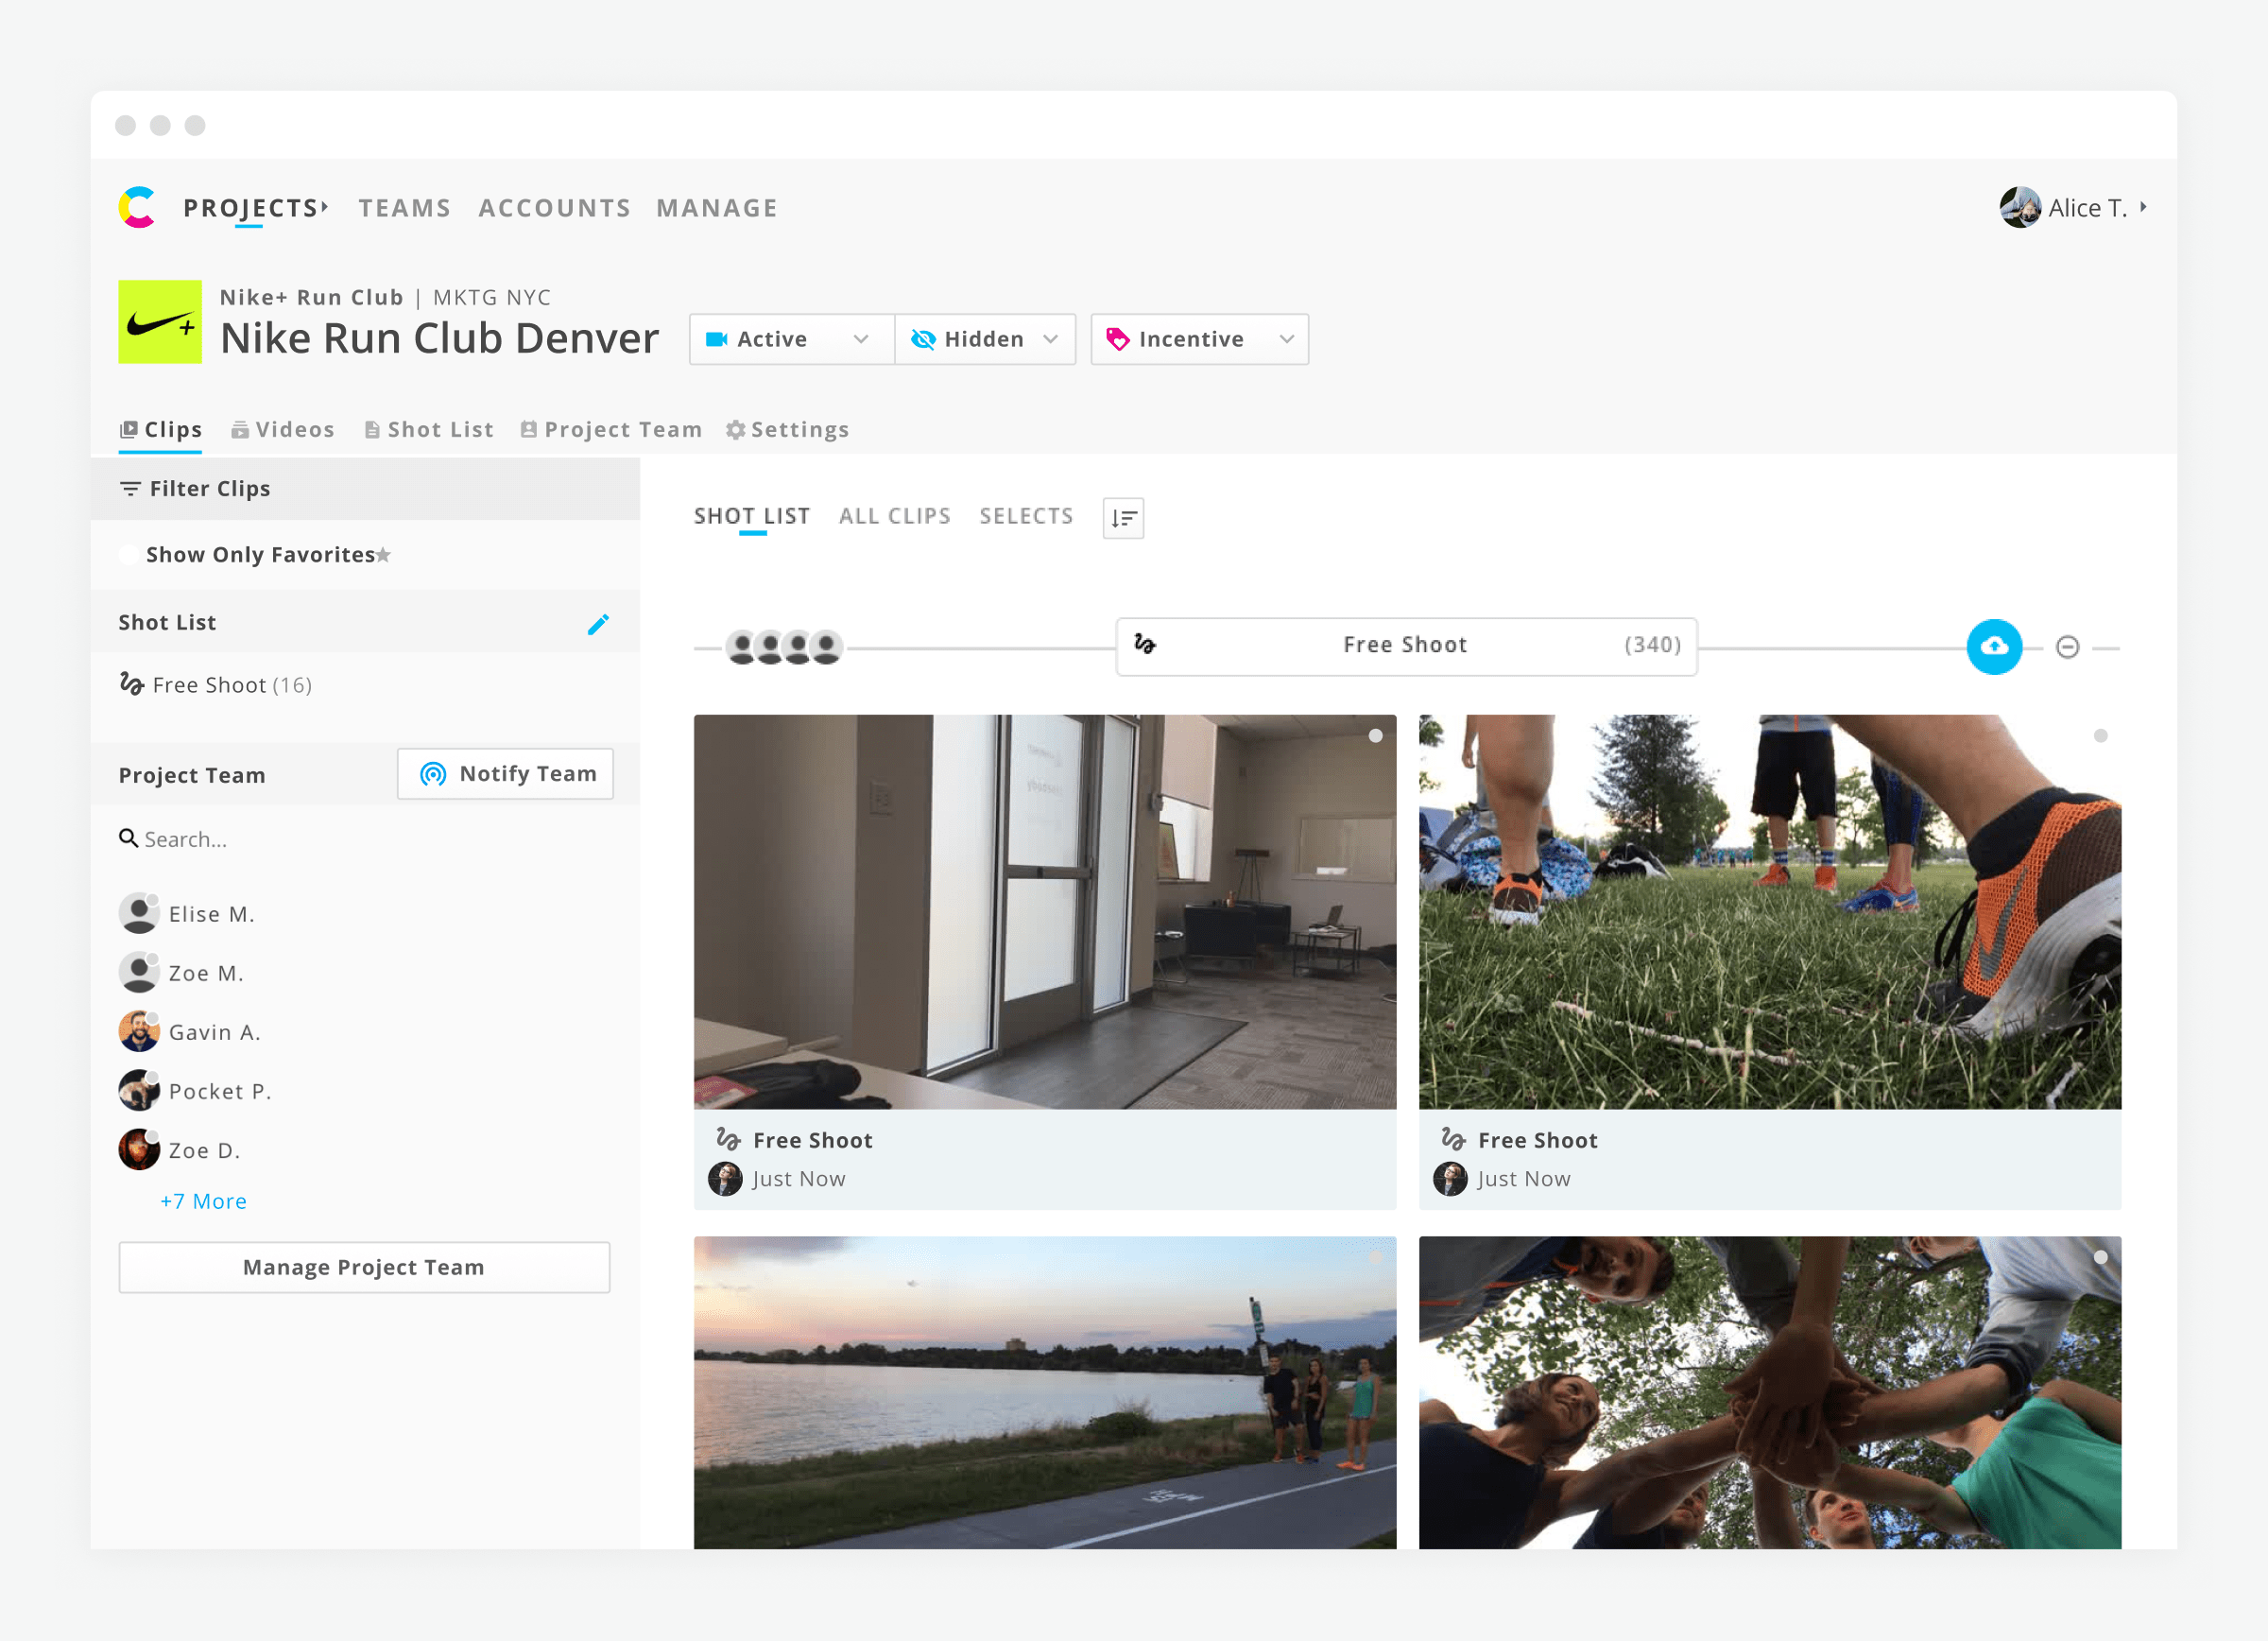 PROJECTS TEAMS ACCOUNTS MANAGE
Alice T.
Nike+ Run Club | MKTG NYC
Nike Run Club Denver
Active
Hidden
Incentive
Clips Videos Shot List Project Team Settings
Filter Clips
Show Only Favorites
Shot List
Free Shoot (16)
Project Team
Notify Team
Search...
Elise M.
Zoe M.
Gavin A.
Pocket P.
Zoe D.
+7 More
Manage Project Team
SHOT LIST ALL CLIPS SELECTS
Free Shoot (340)
Free Shoot
Just Now
Free Shoot
Just Now